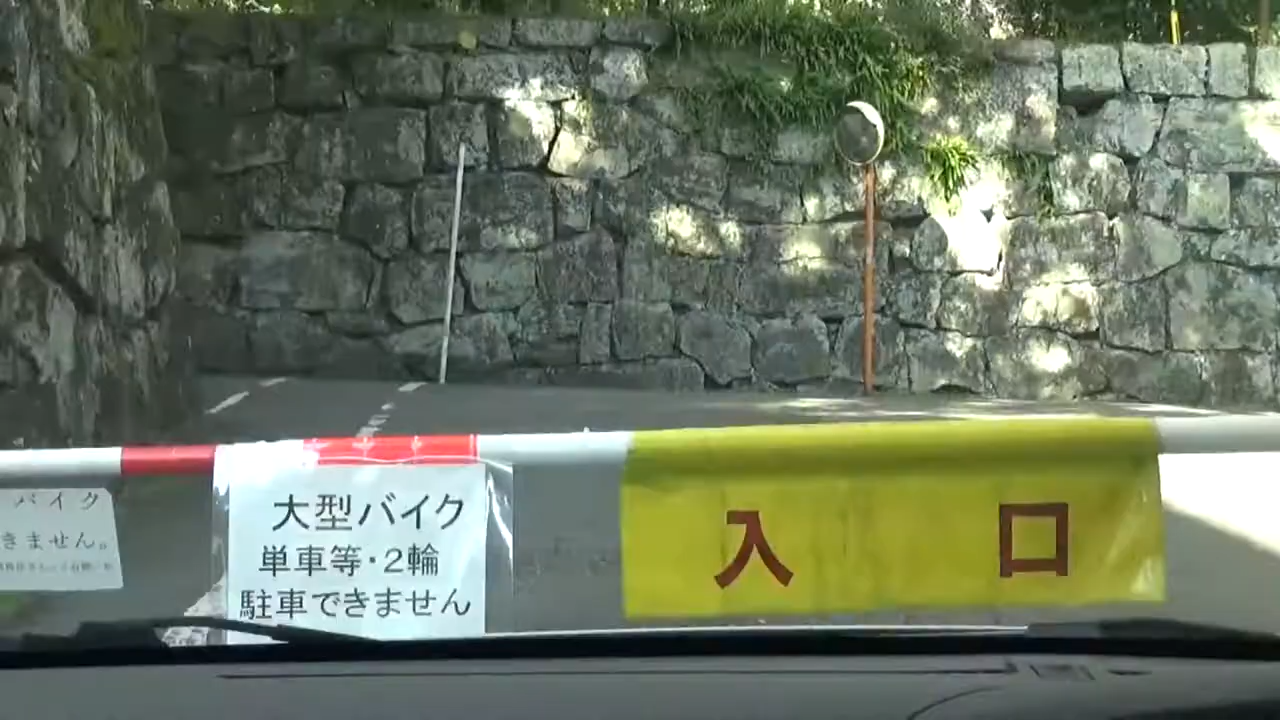 バイク
きません。
大型バイク
単車等・2輪
駐車できません
入口